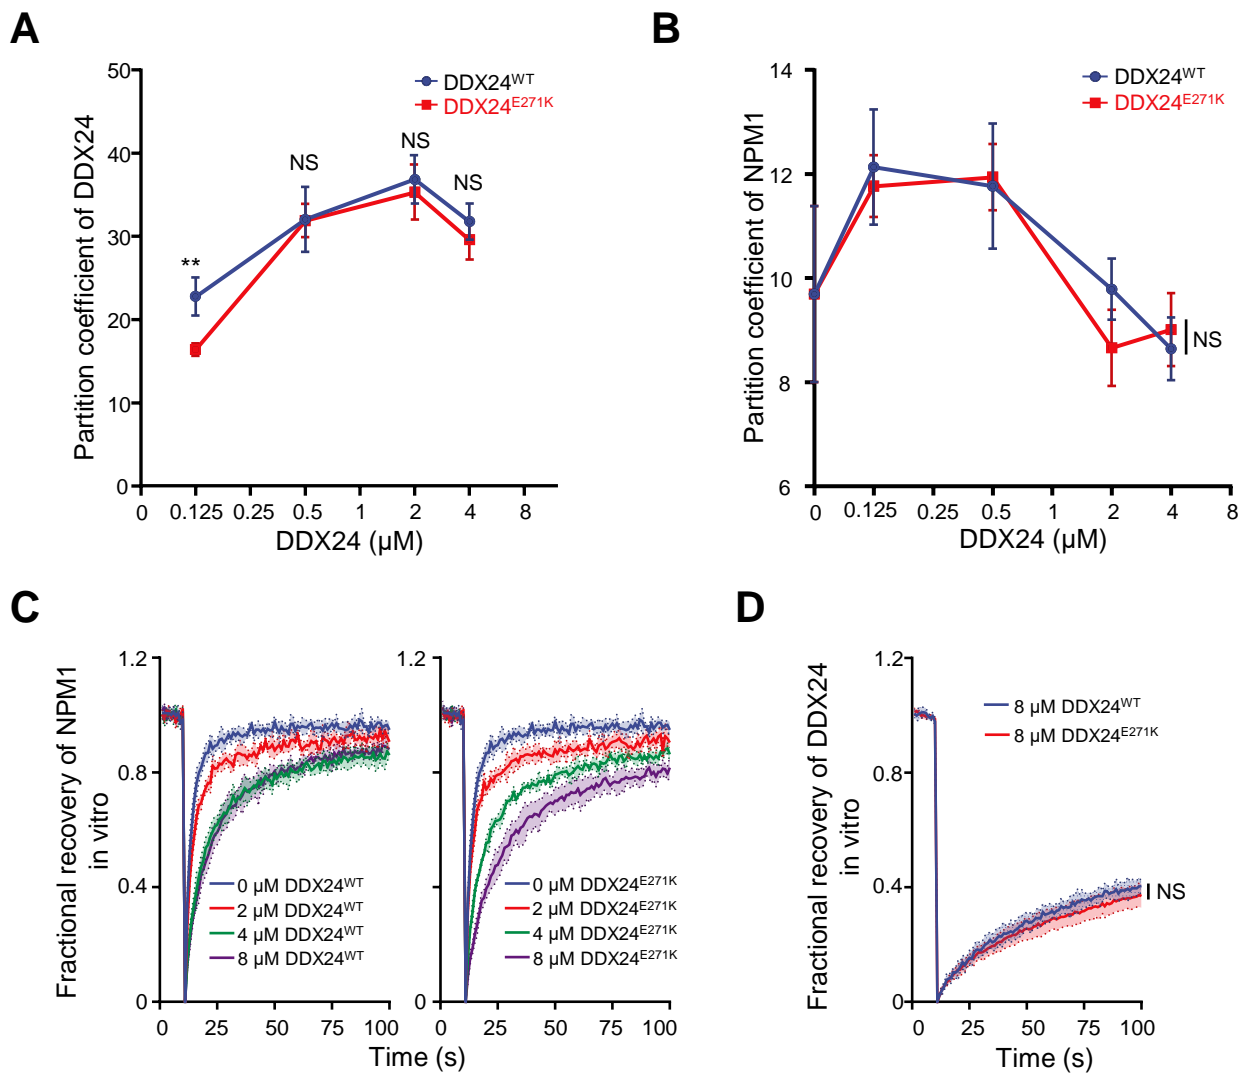 A
Partition coefficient of DDX24
50
40
30
20
10
0
DDX24WT
DDX24E271K
**
NS
NS
NS
0 0.125 0.25 0.5 1 2 4 8
DDX24 (µM)
B
Partition coefficient of NPM1
14
12
10
8
6
DDX24WT
DDX24E271K
NS
0 0.125 0.25 0.5 1 2 4 8
DDX24 (µM)
C
Fractional recovery of NPM1
in vitro
1.2
0.8
0.4
0
0 µM DDX24WT
2 µM DDX24WT
4 µM DDX24WT
8 µM DDX24WT
0 25 50 75 100
1.2
0.8
0.4
0
0 µM DDX24E271K
2 µM DDX24E271K
4 µM DDX24E271K
8 µM DDX24E271K
0 25 50 75 100
Time (s)
D
Fractional recovery of DDX24
in vitro
1.2
0.8
0.4
0
8 µM DDX24WT
8 µM DDX24E271K
NS
0 25 50 75 100
Time (s)